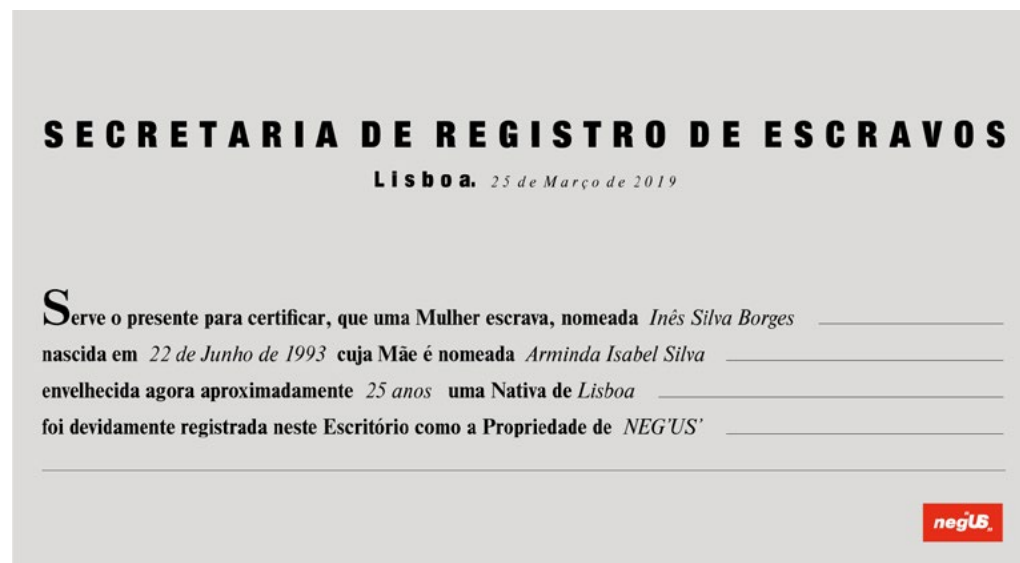 SECRETARIA DE REGISTRO DE ESCRAVOS
Lisboa. 25 de Março de 2019
Serve o presente para certificar, que uma Mulher escrava, nomeada Inês Silva Borges
nascida em 22 de Junho de 1993 cuja Mãe é nomeada Arminda Isabel Silva
envelhecida agora aproximadamente 25 anos uma Nativa de Lisboa
foi devidamente registrada neste Escritório como a Propriedade de NEG'US'
neg'US,,